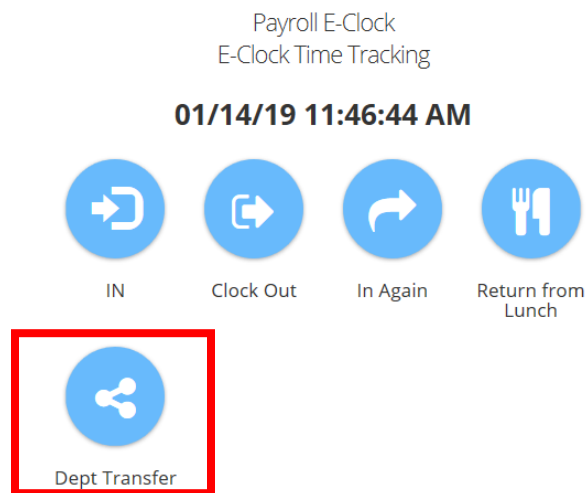 Payroll E-Clock
E-Clock Time Tracking
01/14/19 11:46:44 AM
IN
Clock Out
In Again
Return from
Lunch
Dept Transfer